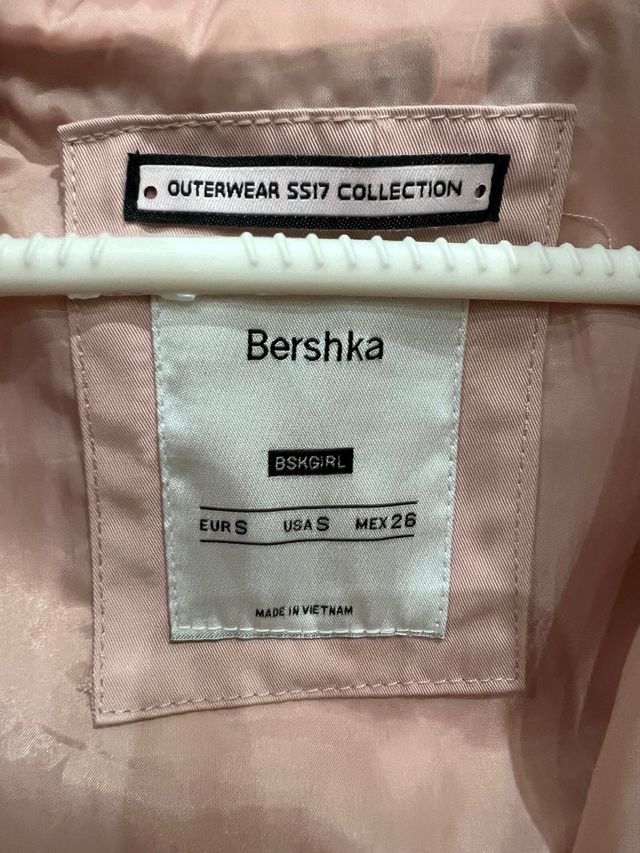 OUTERWEAR SS17 COLLECTION
Bershka
BSKGIRL
EUR S USA S MEX 26
MADE IN VIETNAM